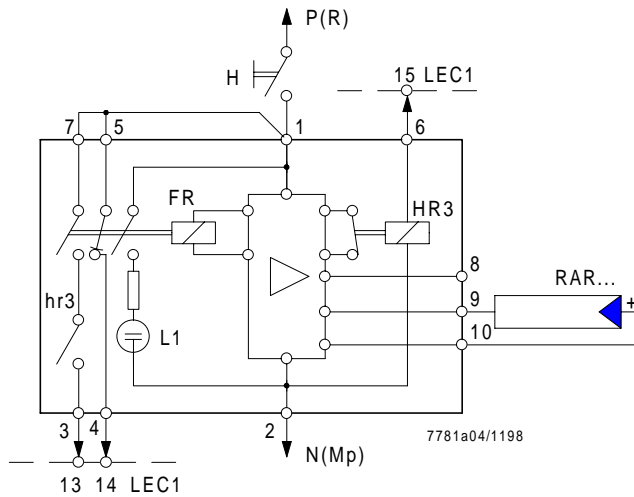 P(R)
H
15 LEC1
7 5 1 6
FR
HR3
8
RAR...
9
+
10
hr3
L1
3 4 2
7781a04/1198
N(Mp)
13 14 LEC1